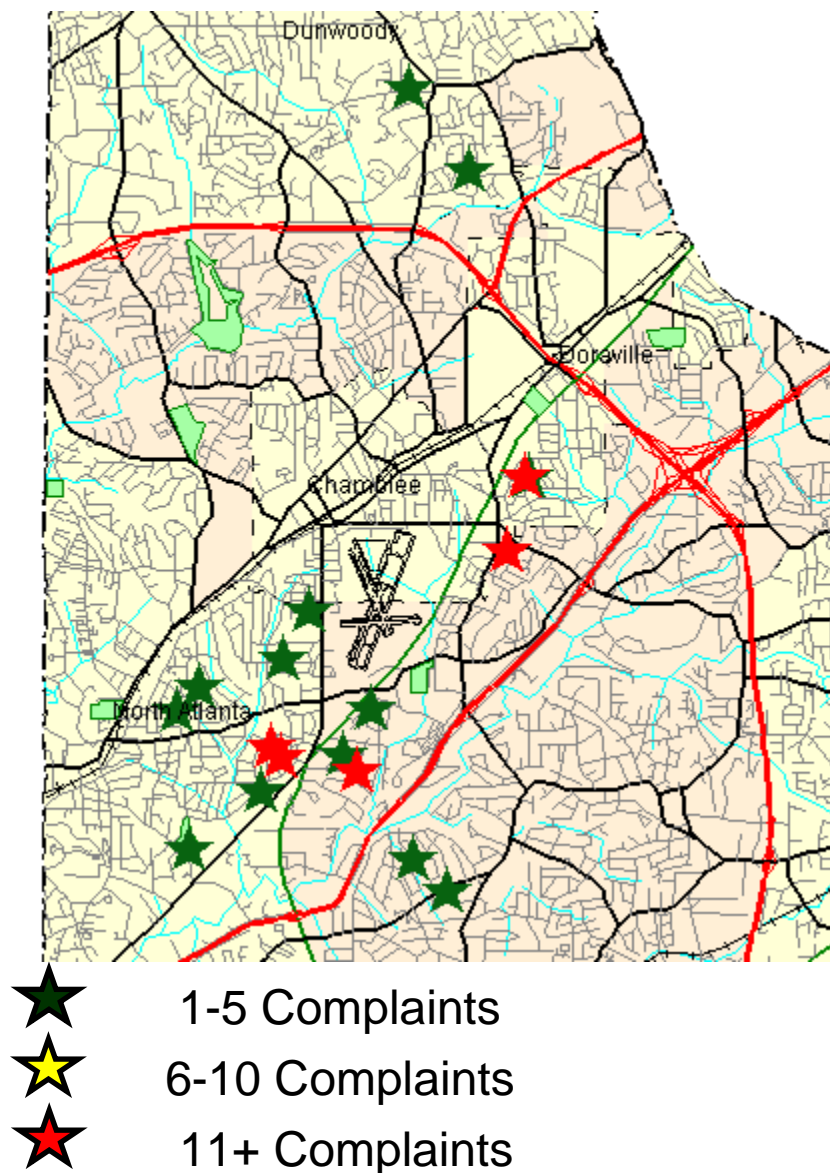 Dunwoody
Doraville
Chamblee
North Atlanta
1-5 Complaints
6-10 Complaints
11+ Complaints